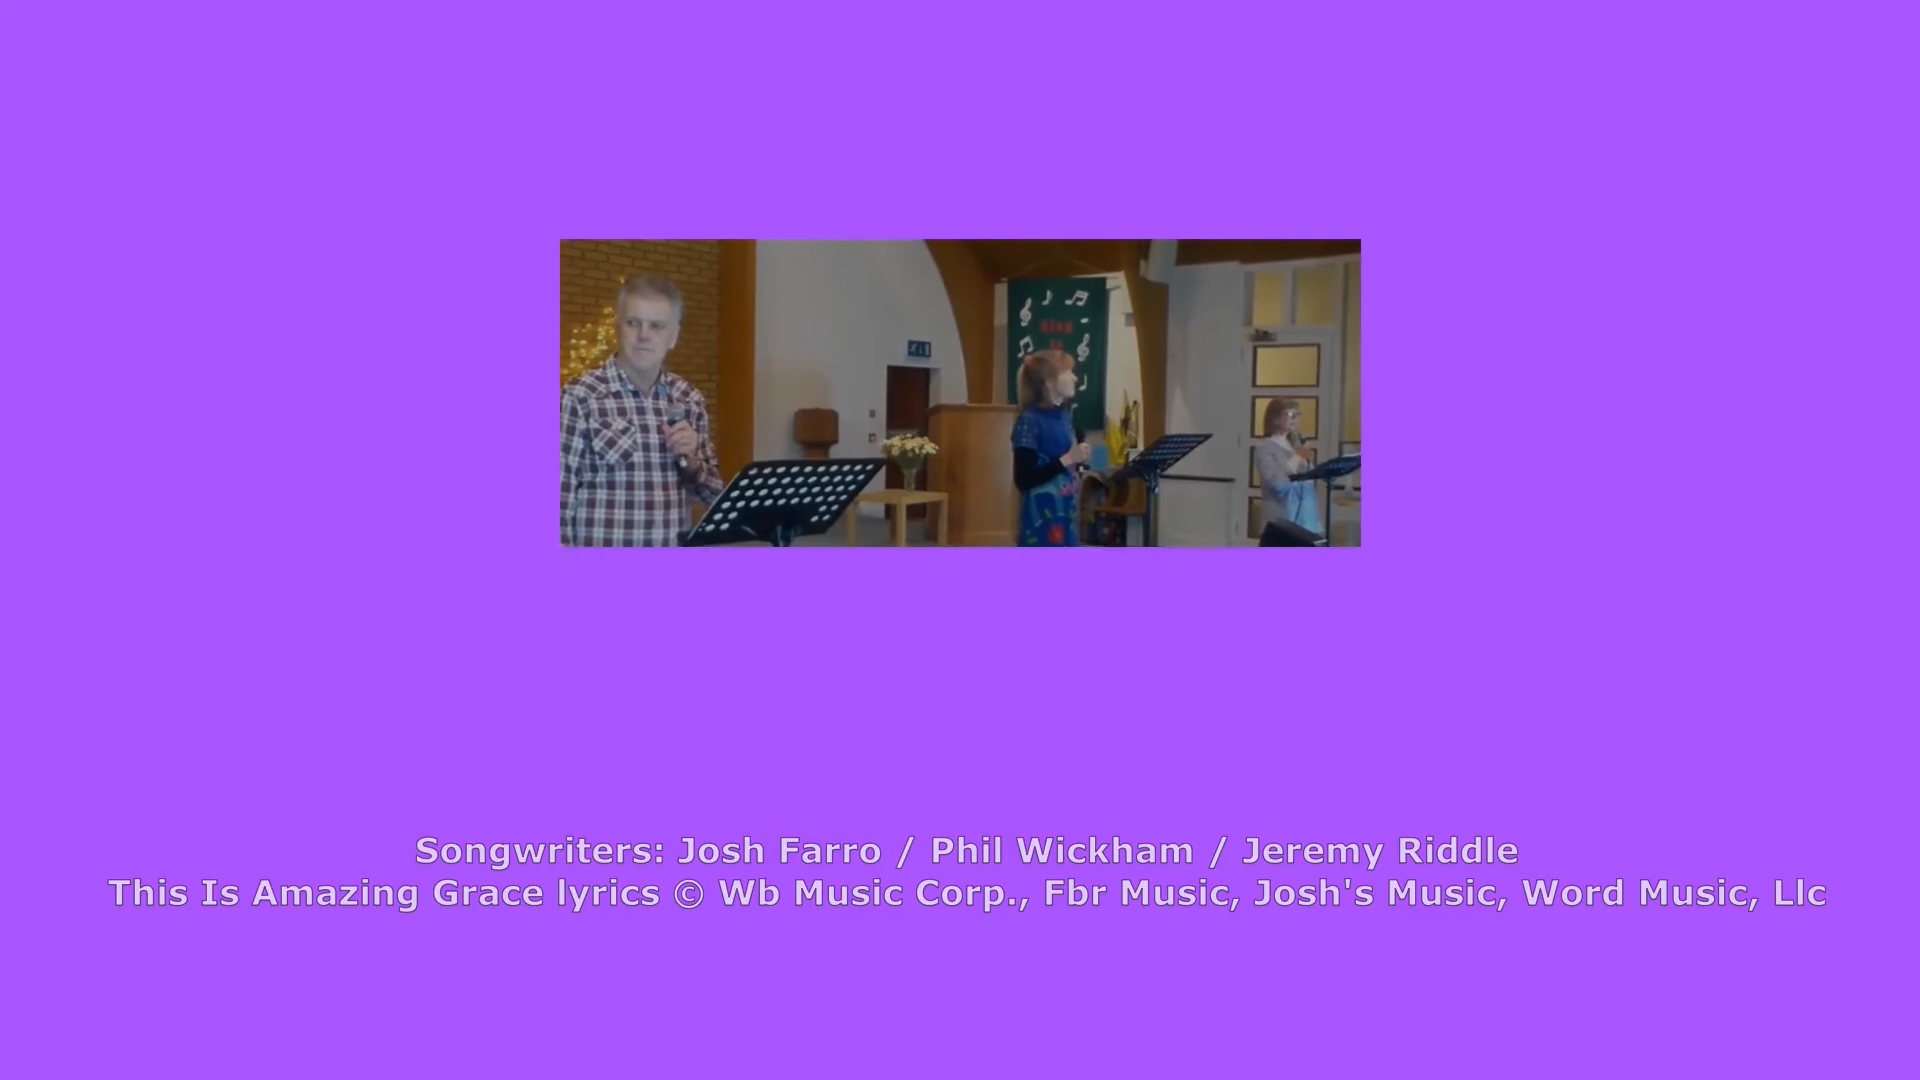 Sing
Songwriters: Josh Farro / Phil Wickham / Jeremy Riddle
This Is Amazing Grace lyrics © Wb Music Corp., Fbr Music, Josh's Music, Word Music, Llc